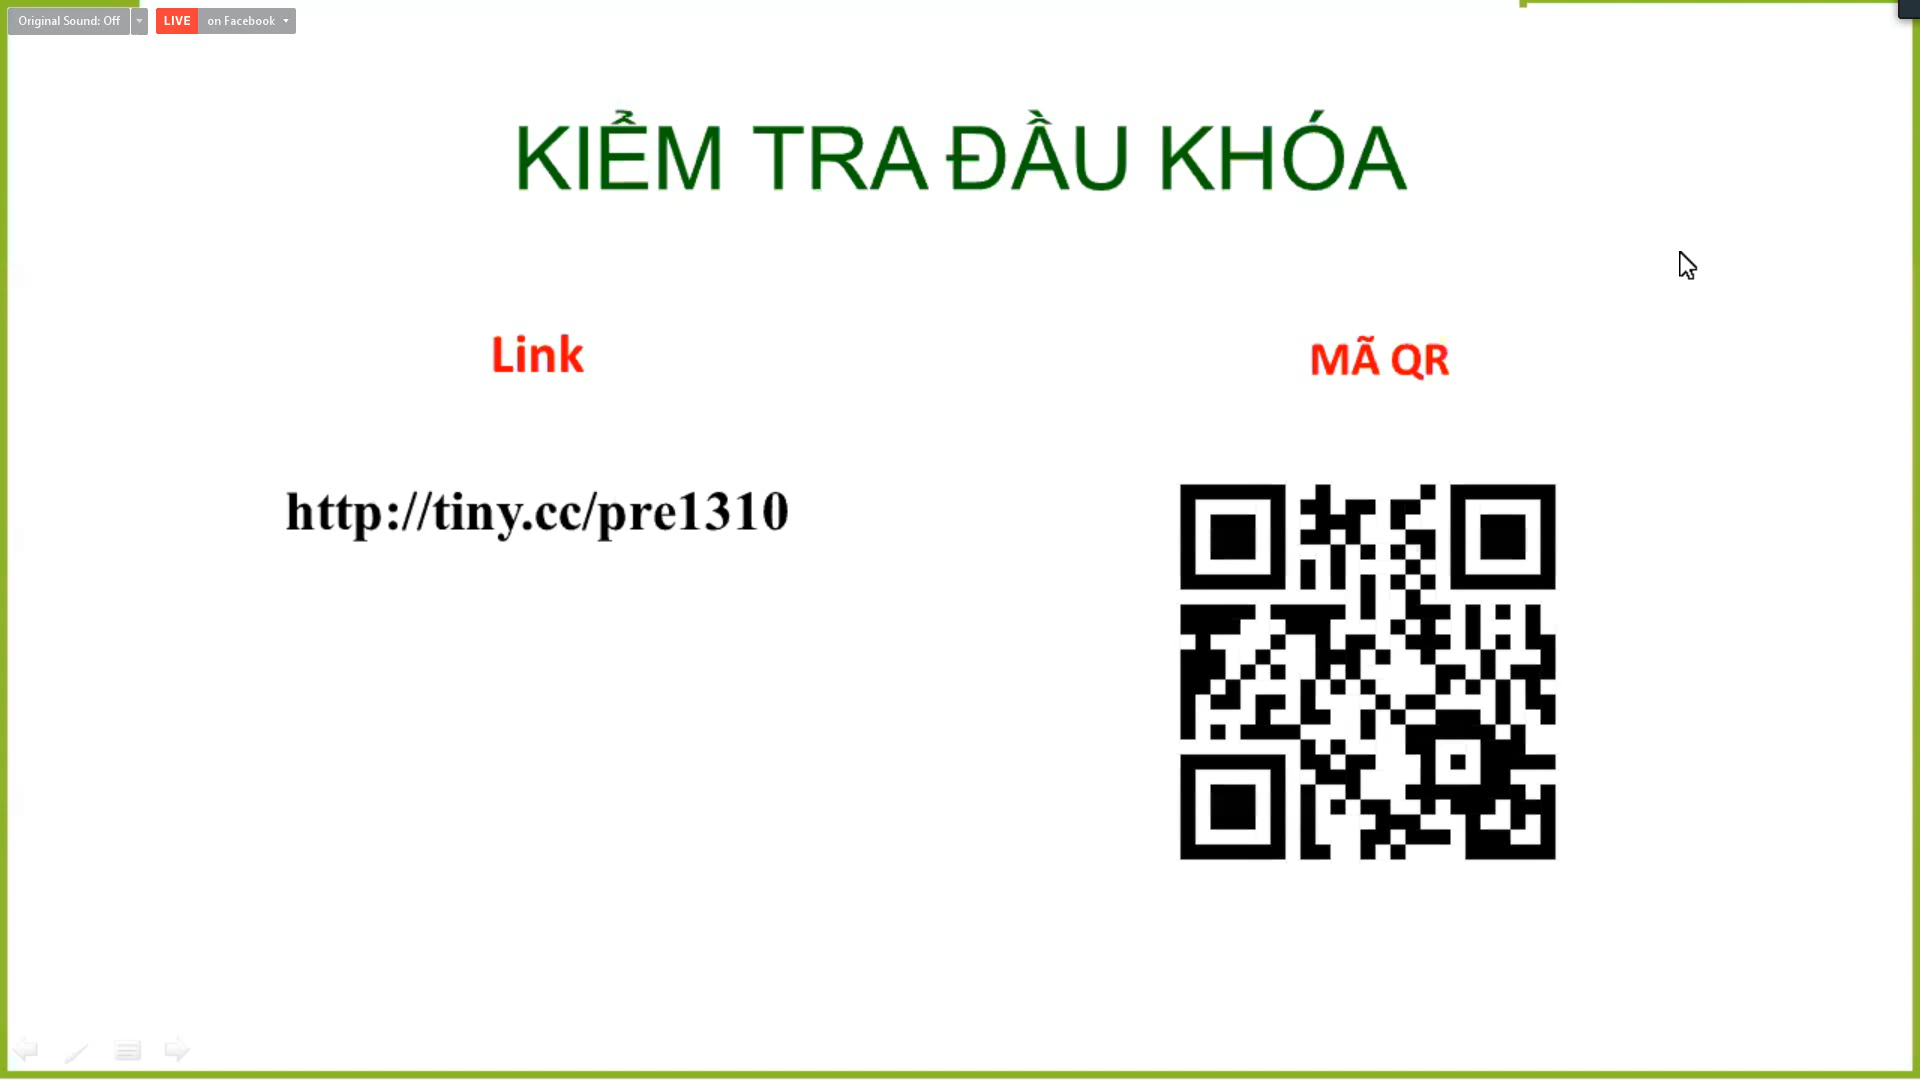 Original Sound: Off
LIVE on Facebook
KIỂM TRA ĐẦU KHÓA
Link
MÃ QR
http://tiny.cc/pre1310